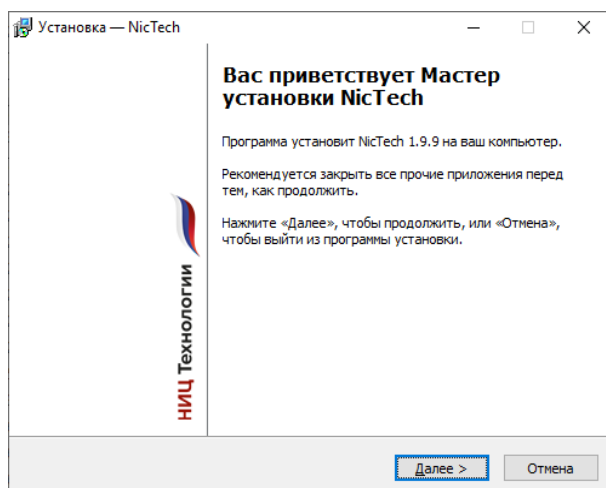 Установка — NicTech
Вас приветствует Мастер
установки NicTech
Программа установит NicTech 1.9.9 на ваш компьютер.
Рекомендуется закрыть все прочие приложения перед
тем, как продолжить.
Нажмите «Далее», чтобы продолжить, или «Отмена»,
чтобы выйти из программы установки.
НИЦ Технологии
Далее >
Отмена